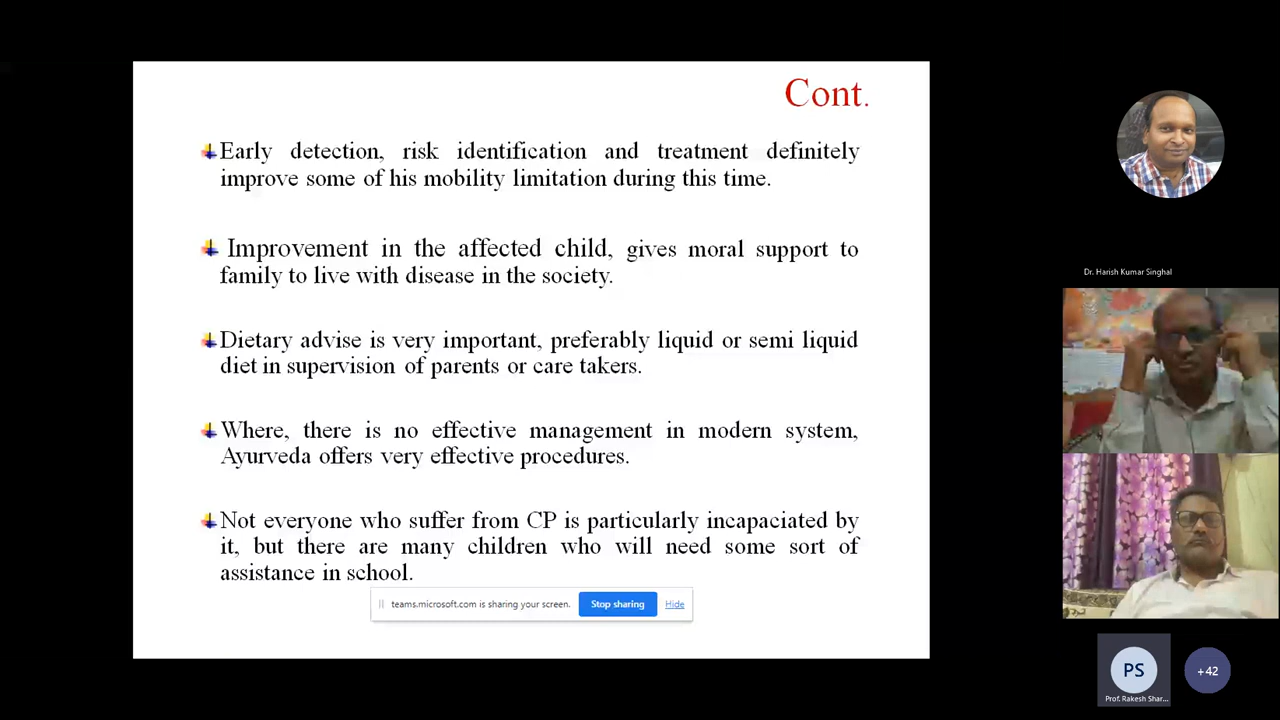 Cont.
Early detection, risk identification and treatment definitely
improve some of his mobility limitation during this time.
Improvement in the affected child, gives moral support to
family to live with disease in the society.
Dietary advise is very important, preferably liquid or semi liquid
diet in supervision of parents or care takers.
Where, there is no effective management in modern system,
Ayurveda offers very effective procedures.
Not everyone who suffer from CP is particularly incapaciated by
it, but there are many children who will need some sort of
assistance in school.
teams.microsoft.com is sharing your screen.
Stop sharing
Hide
Dr. Harish Kumar Singhal
PS
Prof. Rakesh Shar...
+42